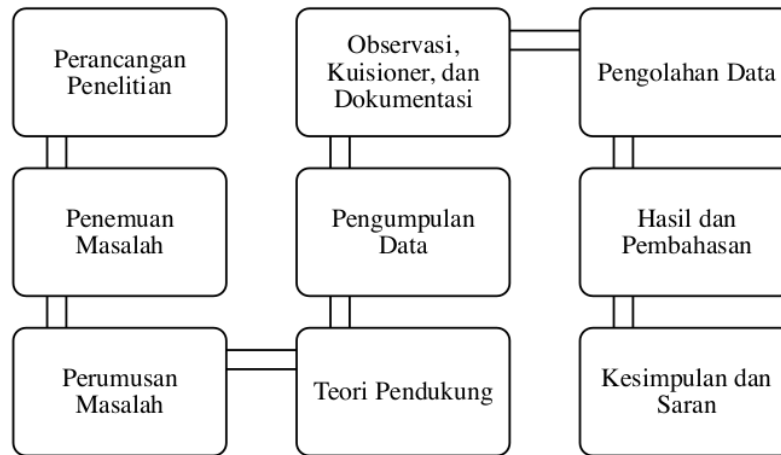 Perancangan
Penelitian
Penemuan
Masalah
Perumusan
Masalah
Teori Pendukung
Pengumpulan
Data
Observasi,
Kuisioner, dan
Dokumentasi
Pengolahan Data
Hasil dan
Pembahasan
Kesimpulan dan
Saran